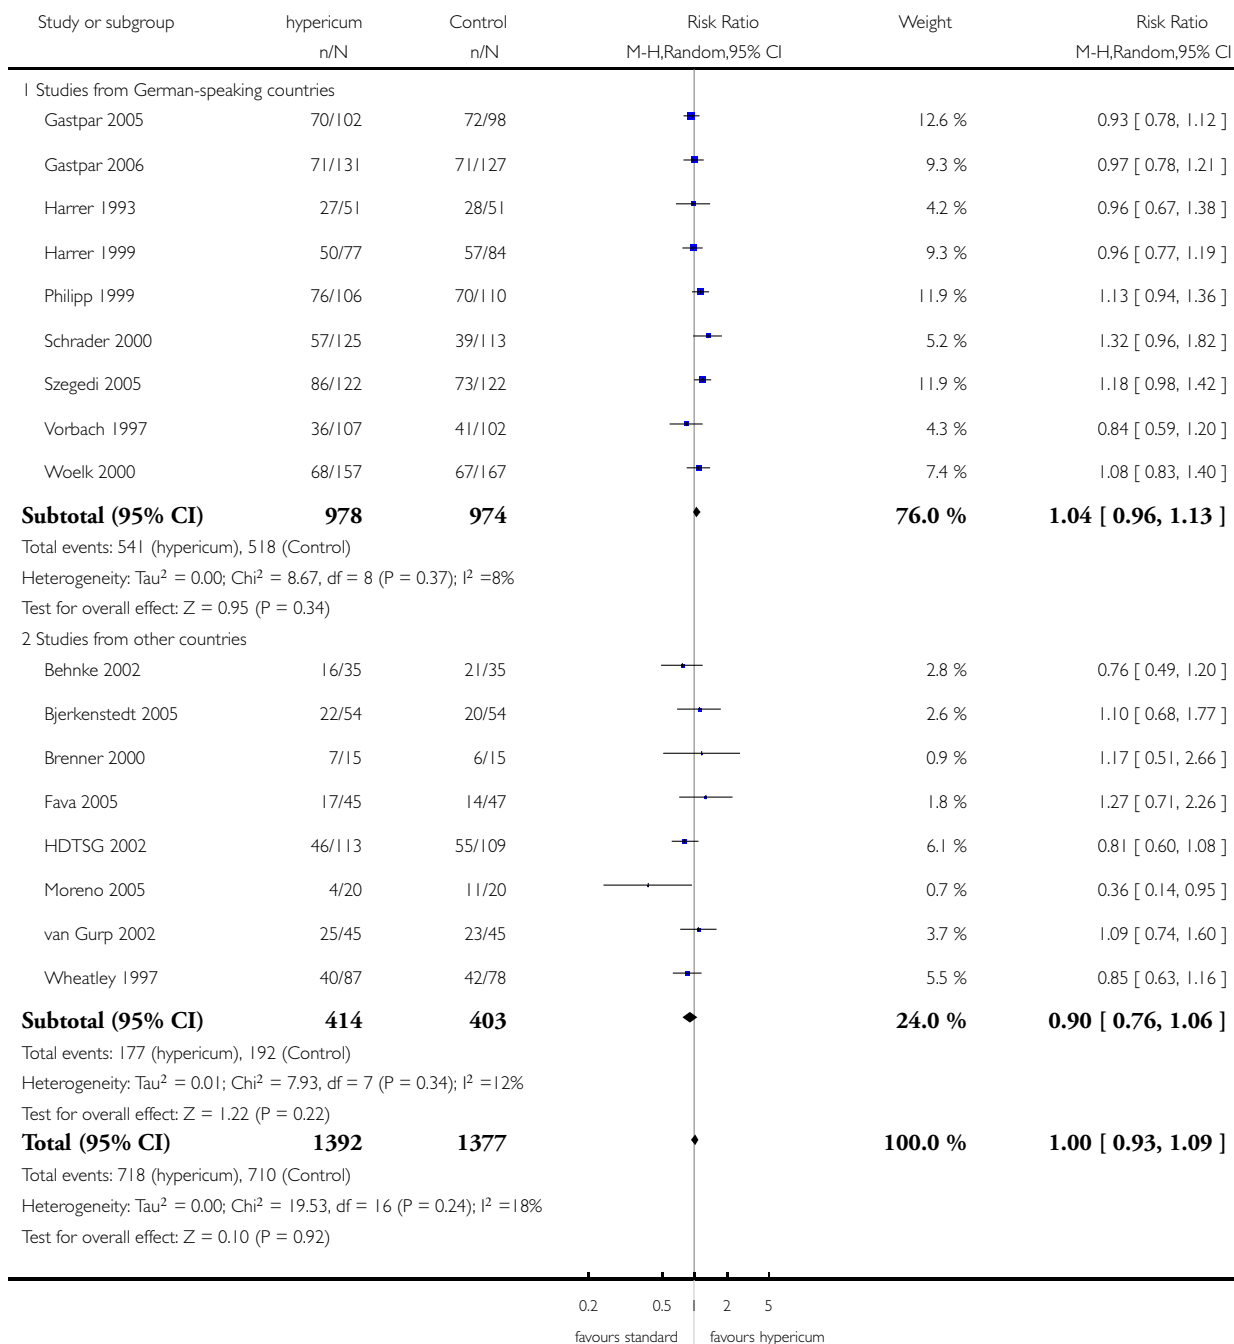 Study or subgroup hypericum Control Risk Ratio Weight Risk Ratio
n/N n/N M-H,Random,95% CI M-H,Random,95% CI
1 Studies from German-speaking countries
Gastpar 2005 70/102 72/98 12.6 % 0.93 [ 0.78, 1.12 ]
Gastpar 2006 71/131 71/127 9.3 % 0.97 [ 0.78, 1.21 ]
Harrer 1993 27/51 28/51 4.2 % 0.96 [ 0.67, 1.38 ]
Harrer 1999 50/77 57/84 9.3 % 0.96 [ 0.77, 1.19 ]
Philipp 1999 76/106 70/110 11.9 % 1.13 [ 0.94, 1.36 ]
Schrader 2000 57/125 39/113 5.2 % 1.32 [ 0.96, 1.82 ]
Szegedi 2005 86/122 73/122 11.9 % 1.18 [ 0.98, 1.42 ]
Vorbach 1997 36/107 41/102 4.3 % 0.84 [ 0.59, 1.20 ]
Woelk 2000 68/157 67/167 7.4 % 1.08 [ 0.83, 1.40 ]
Subtotal (95% CI) 978 974 76.0 % 1.04 [ 0.96, 1.13 ]
Total events: 541 (hypericum), 518 (Control)
Heterogeneity: Tau² = 0.00; Chi² = 8.67, df = 8 (P = 0.37); I² =8%
Test for overall effect: Z = 0.95 (P = 0.34)
2 Studies from other countries
Behnke 2002 16/35 21/35 2.8 % 0.76 [ 0.49, 1.20 ]
Bjerkenstedt 2005 22/54 20/54 2.6 % 1.10 [ 0.68, 1.77 ]
Brenner 2000 7/15 6/15 0.9 % 1.17 [ 0.51, 2.66 ]
Fava 2005 17/45 14/47 1.8 % 1.27 [ 0.71, 2.26 ]
HDTSG 2002 46/113 55/109 6.1 % 0.81 [ 0.60, 1.08 ]
Moreno 2005 4/20 11/20 0.7 % 0.36 [ 0.14, 0.95 ]
van Gurp 2002 25/45 23/45 3.7 % 1.09 [ 0.74, 1.60 ]
Wheatley 1997 40/87 42/78 5.5 % 0.85 [ 0.63, 1.16 ]
Subtotal (95% CI) 414 403 24.0 % 0.90 [ 0.76, 1.06 ]
Total events: 177 (hypericum), 192 (Control)
Heterogeneity: Tau² = 0.01; Chi² = 7.93, df = 7 (P = 0.34); I² =12%
Test for overall effect: Z = 1.22 (P = 0.22)
Total (95% CI) 1392 1377 100.0 % 1.00 [ 0.93, 1.09 ]
Total events: 718 (hypericum), 710 (Control)
Heterogeneity: Tau² = 0.00; Chi² = 19.53, df = 16 (P = 0.24); I² =18%
Test for overall effect: Z = 0.10 (P = 0.92)
0.2 0.5 1 2 5
favours standard favours hypericum